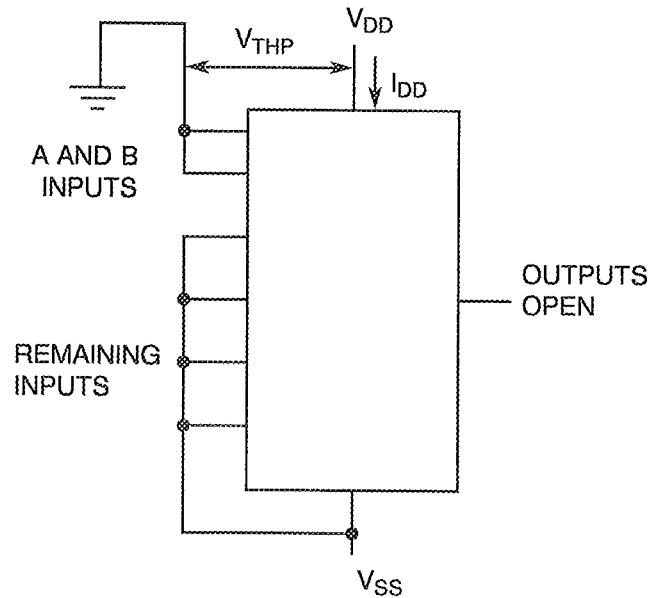 VDD
VTHP
IDD
A AND B
INPUTS
OUTPUTS
OPEN
REMAINING
INPUTS
VSS